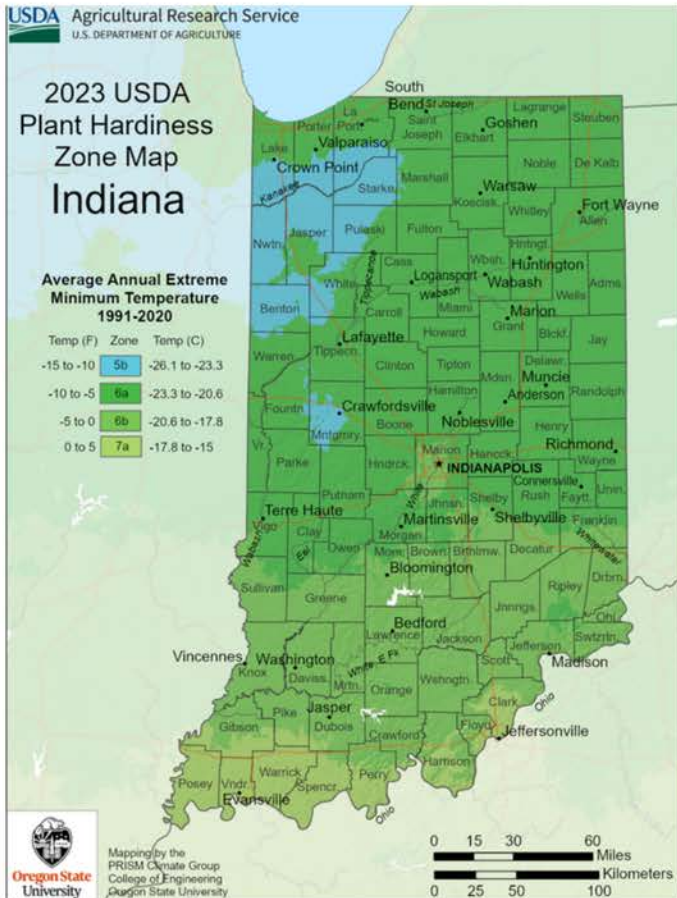 USDA Agricultural Research Service
U.S. DEPARTMENT OF AGRICULTURE
2023 USDA
Plant Hardiness
Zone Map
Indiana
Average Annual Extreme
Minimum Temperature
1991-2020
Temp (F) Zone Temp (C)
-15 to -10 5b -26.1 to -23.3
-10 to -5 6a -23.3 to -20.6
-5 to 0 6b -20.6 to -17.8
0 to 5 7a -17.8 to -15
South
Bend
St Joseph
Lagrange
Steuben
La
Port
Porter
Saint
Joseph
Elkhart
Goshen
Valparaiso
Lake
Crown Point
Noble
De Kalb
Kankakee
Starke
Marshall
Warsaw
Koscisk.
Whitley
Fort Wayne
Allen
Nwtn.
Jasper
Pulaski
Fulton
Hntngt.
Huntington
Cass
Wbsh.
White
Tippecanoe
Logansport
Wabash
Wabash
Wells
Adms
Benton
Carroll
Miami
Marion
Grant
Howard
Blckf.
Jay
Lafayette
Tippecn.
Warren
Clinton
Tipton
Delawr.
Muncie
Mdsn.
Hamilton
Anderson
Randolph
Fountn.
Crawfordsville
Noblesville
Mntgmry.
Boone
Henry
Richmond
Vr.
Marion
INDIANAPOLIS
Hancck.
Wayne
Parke
Hndrck.
Connersville
Putnam
White
Shelby
Rush
Faytt.
Unin.
Jhnsn.
Terre Haute
Martinsville
Shelbyville
Vigo
Clay
Morgan
Franklin
Wabash
Eel
Owen
Monr.
Brown
Brthlmw.
Decatur
Whitewater
Bloomington
Drbrn.
Sullivan
Greene
Ripley
Jnngs.
Ohi.
Bedford
Lawrence
Jackson
Jefferson
Swtzrln.
Vincennes
Washington
White, E Fk
Scott
Madison
Knox
Daviss.
Mrtn.
Orange
Wshngtn.
Clark
Ohio
Jasper
Pike
Dubois
Floyd
Jeffersonville
Gibson
Crawford
Harrison
Warrick
Perry
Posey
Vndr.
Spencr.
Evansville
Ohio
Oregon State
University
Mapping by the
PRISM Climate Group
College of Engineering
Oregon State University
0 15 30 60
Miles
Kilometers
0 25 50 100